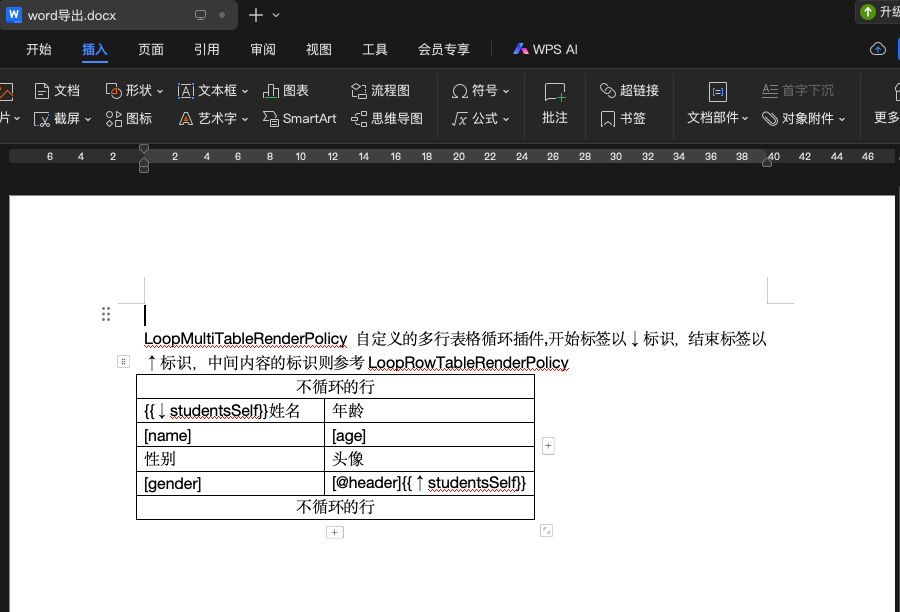 word导出.docx
升级
开始 插入 页面 引用 审阅 视图 工具 会员专享 WPS AI
文档 形状 文本框 图表 流程图 符号 超链接 首字下沉
片 截屏 图标 艺术字 SmartArt 思维导图 公式 批注 书签 文档部件 对象附件 更多
6 4 2 2 4 6 8 10 12 14 16 18 20 22 24 26 28 30 32 34 36 38 40 42 44 46
LoopMultiTableRenderPolicy 自定义的多行表格循环插件,开始标签以↓标识，结束标签以
↑标识，中间内容的标识则参考 LoopRowTableRenderPolicy
不循环的行
{{↓studentsSelf}}姓名 年龄
[name] [age]
性别 头像
[gender] [@header]{{↑studentsSelf}}
不循环的行